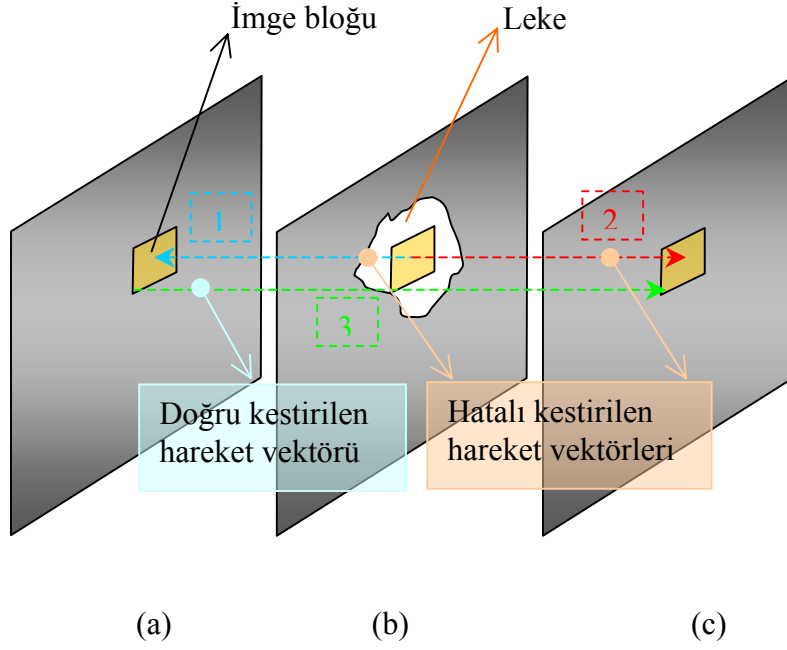 İmge bloğu
Leke
1
2
3
Doğru kestirilen
hareket vektörü
Hatalı kestirilen
hareket vektörleri
(a)
(b)
(c)